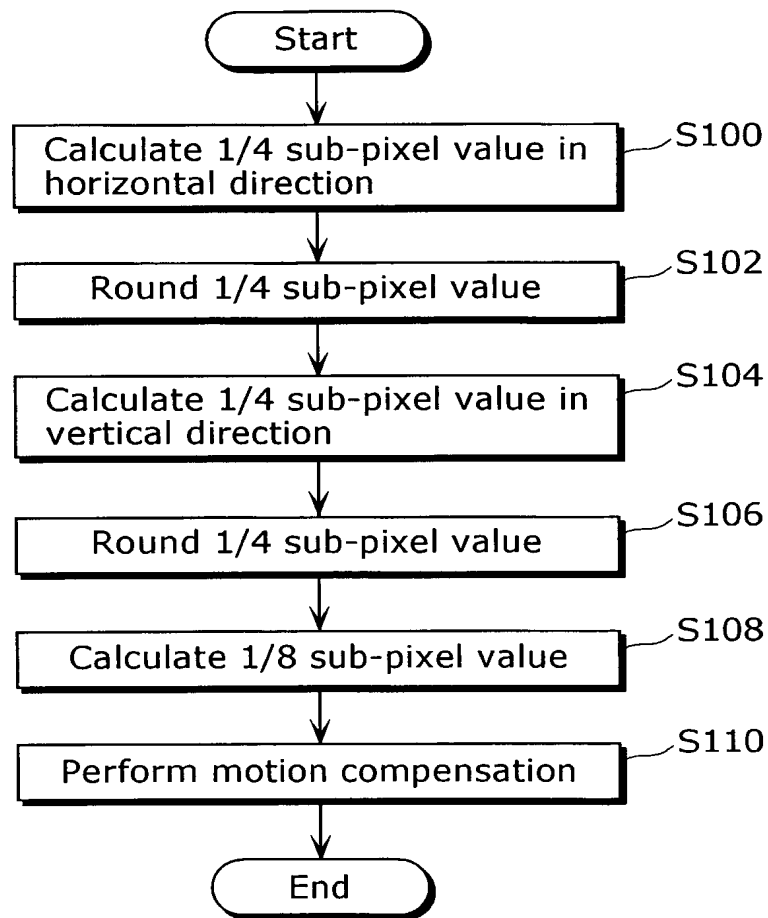 Start
S100
Calculate 1/4 sub-pixel value in
horizontal direction
S102
Round 1/4 sub-pixel value
S104
Calculate 1/4 sub-pixel value in
vertical direction
S106
Round 1/4 sub-pixel value
S108
Calculate 1/8 sub-pixel value
S110
Perform motion compensation
End